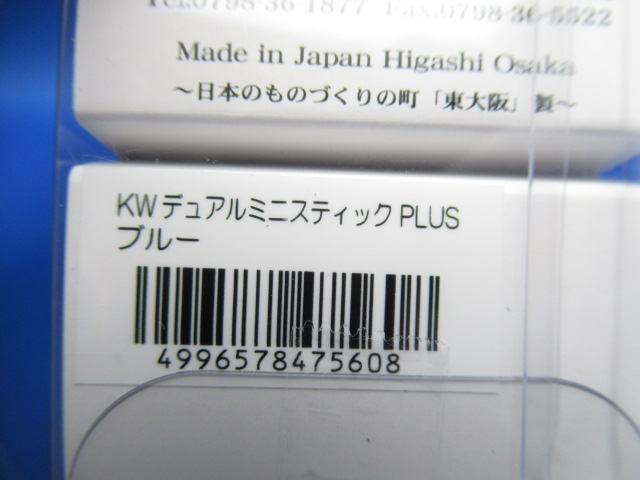 Tel.0798-36-1877 Fax.0798-36-5522
Made in Japan Higashi Osaka
～日本のものづくりの町「東大阪」製～
KWデュアルミニスティックPLUS
ブルー
4996578475608